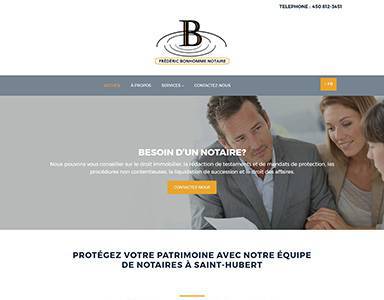 TELEPHONE : 450 812-3451
B
FRÉDÉRIC BONHOMME NOTAIRE
ACCUEIL À PROPOS SERVICES CONTACTEZ-NOUS FR
BESOIN D'UN NOTAIRE?
Nous pouvons vous conseiller sur le droit immobilier, la rédaction de testaments et de mandats de protection, les
procédures non contentieuses, la liquidation de succession et le droit des affaires.
CONTACTEZ-NOUS
PROTÉGEZ VOTRE PATRIMOINE AVEC NOTRE ÉQUIPE
DE NOTAIRES À SAINT-HUBERT